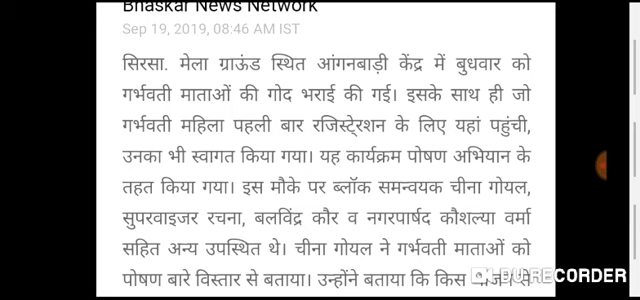 Bhaskar News Network
Sep 19, 2019, 08:46 AM IST
सिरसा. मेला ग्राऊंड स्थित आंगनबाड़ी केंद्र में बुधवार को
गर्भवती माताओं की गोद भराई की गई। इसके साथ ही जो
गर्भवती महिला पहली बार रजिस्टे्रशन के लिए यहां पहुंची,
उनका भी स्वागत किया गया। यह कार्यक्रम पोषण अभियान के
तहत किया गया। इस मौके पर ब्लॉक समन्वयक चीना गोयल,
सुपरवाइजर रचना, बलविंद्र कौर व नगरपार्षद कौशल्या वर्मा
सहित अन्य उपस्थित थे। चीना गोयल ने गर्भवती माताओं को
पोषण बारे विस्तार से बताया। उन्होंने बताया कि किस से
DU RECORDER